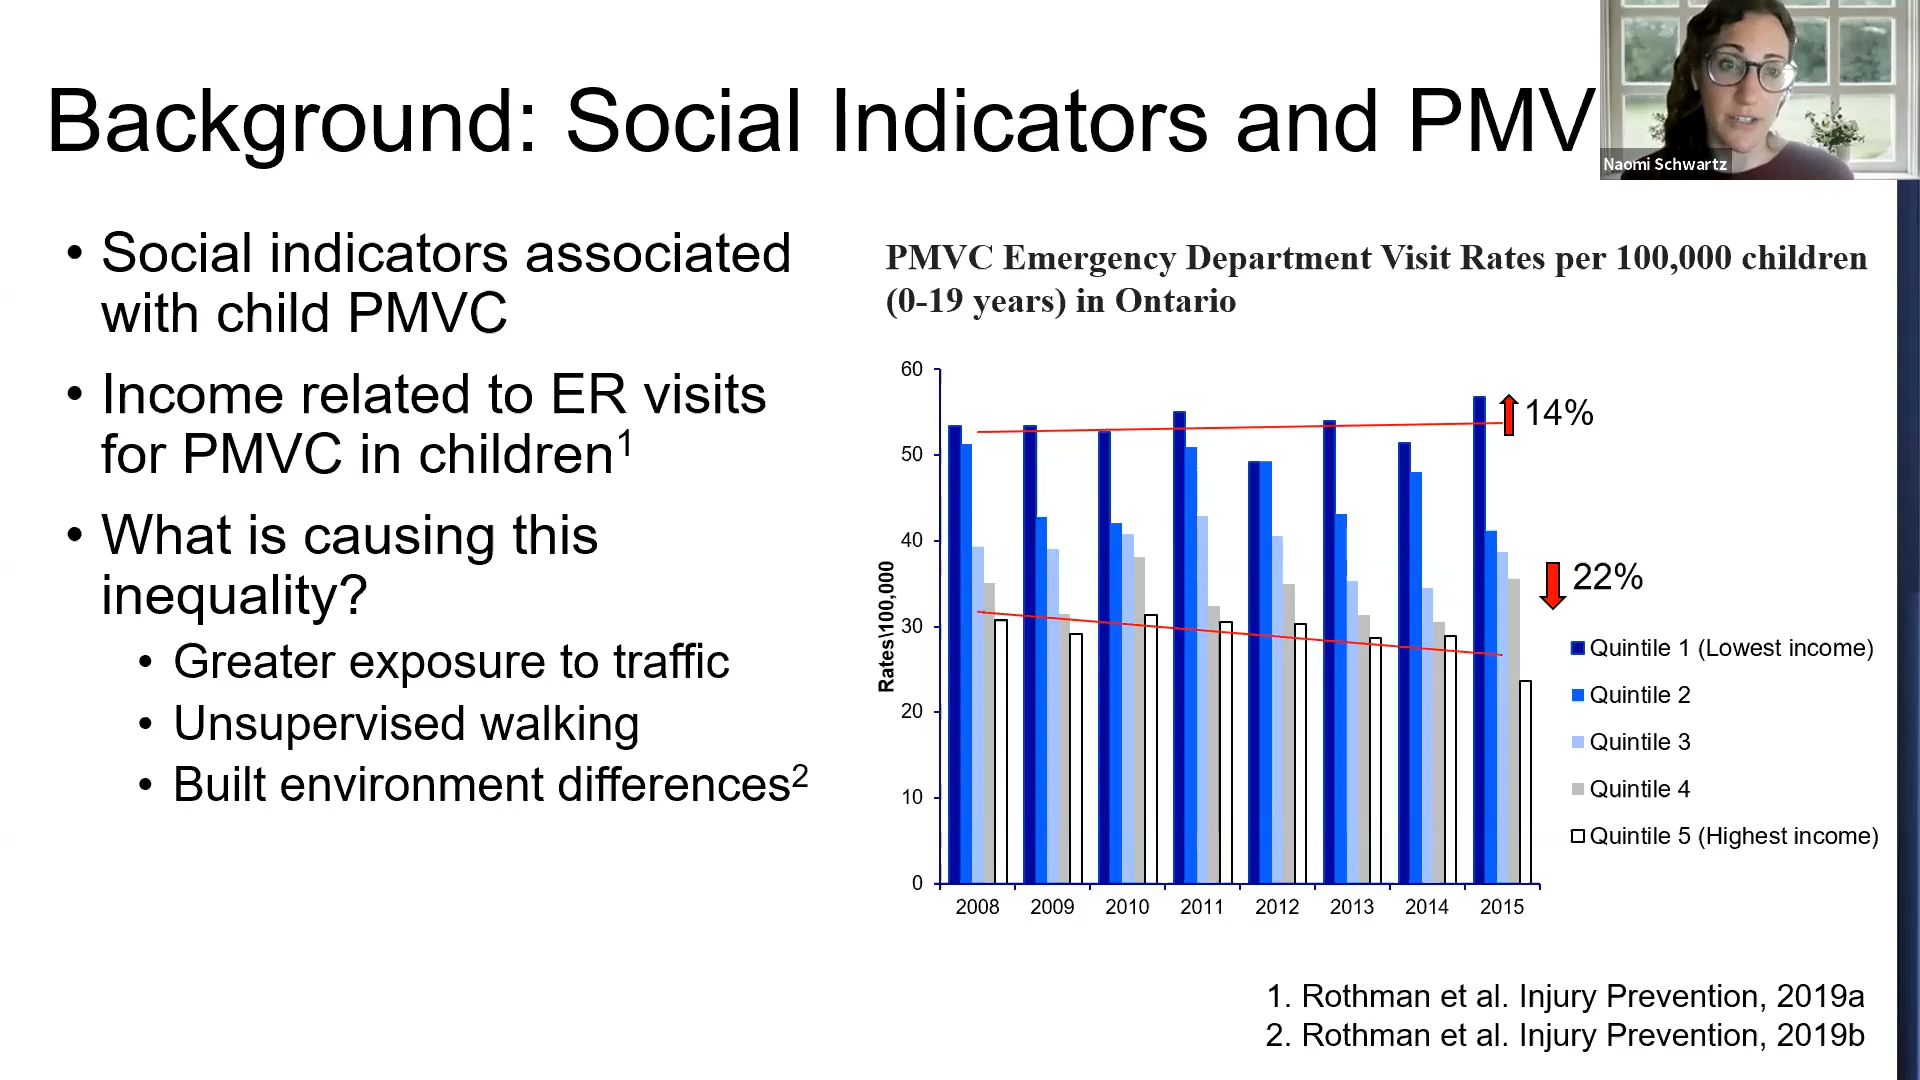 Background: Social Indicators and PMV
Naomi Schwartz
• Social indicators associated
with child PMVC
• Income related to ER visits
for PMVC in children1
• What is causing this
inequality?
• Greater exposure to traffic
• Unsupervised walking
• Built environment differences2
PMVC Emergency Department Visit Rates per 100,000 children
(0-19 years) in Ontario
60
50
40
30
20
10
0
Rates\100,000
14%
22%
Quintile 1 (Lowest income)
Quintile 2
Quintile 3
Quintile 4
Quintile 5 (Highest income)
2008 2009 2010 2011 2012 2013 2014 2015
1. Rothman et al. Injury Prevention, 2019a
2. Rothman et al. Injury Prevention, 2019b